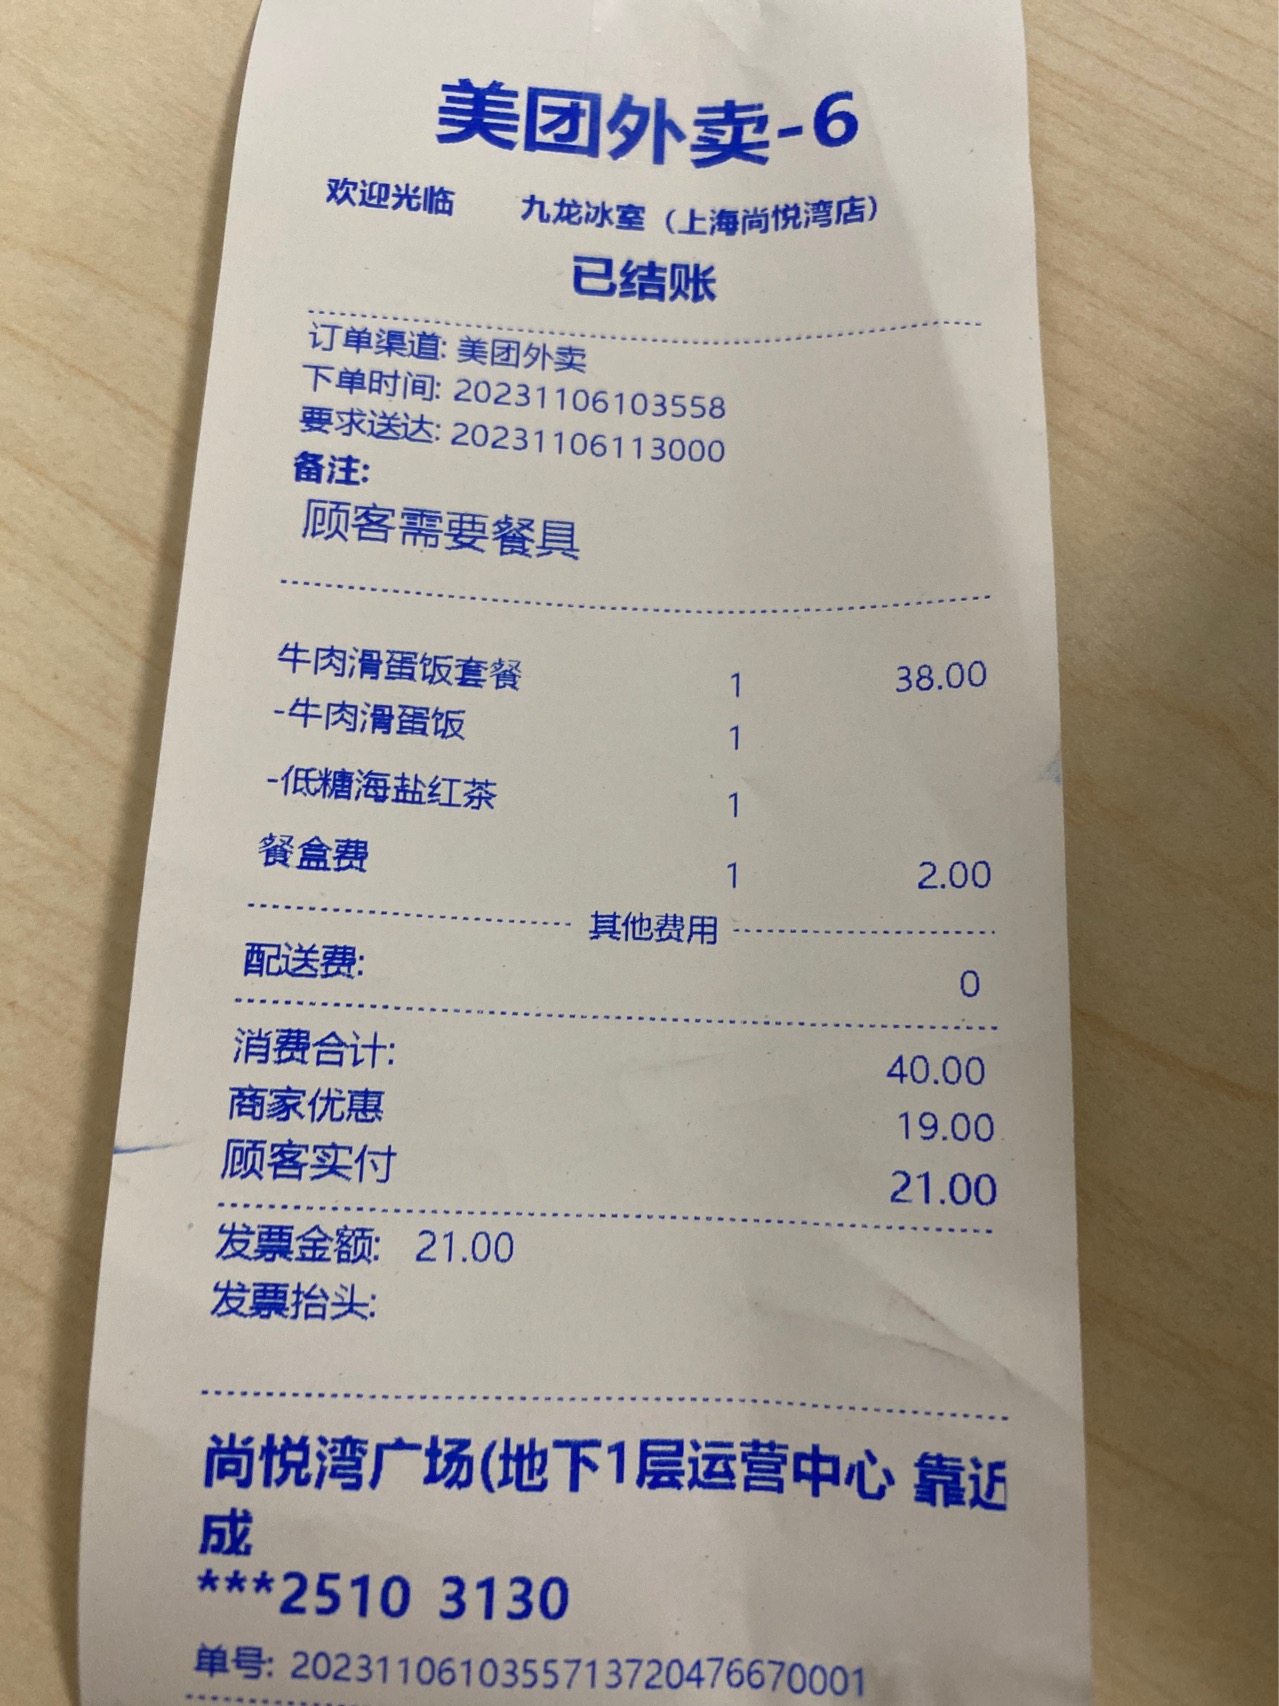 美团外卖-6
欢迎光临 九龙冰室（上海尚悦湾店）
已结账
订单渠道: 美团外卖
下单时间: 20231106103558
要求送达: 20231106113000
备注:
顾客需要餐具
牛肉滑蛋饭套餐 1 38.00
-牛肉滑蛋饭 1
-低糖海盐红茶 1
餐盒费 1 2.00
其他费用
配送费: 0
消费合计: 40.00
商家优惠 19.00
顾客实付 21.00
发票金额: 21.00
发票抬头:
尚悦湾广场(地下1层运营中心 靠近
成
***2510 3130
单号: 2023110610355713720476670001